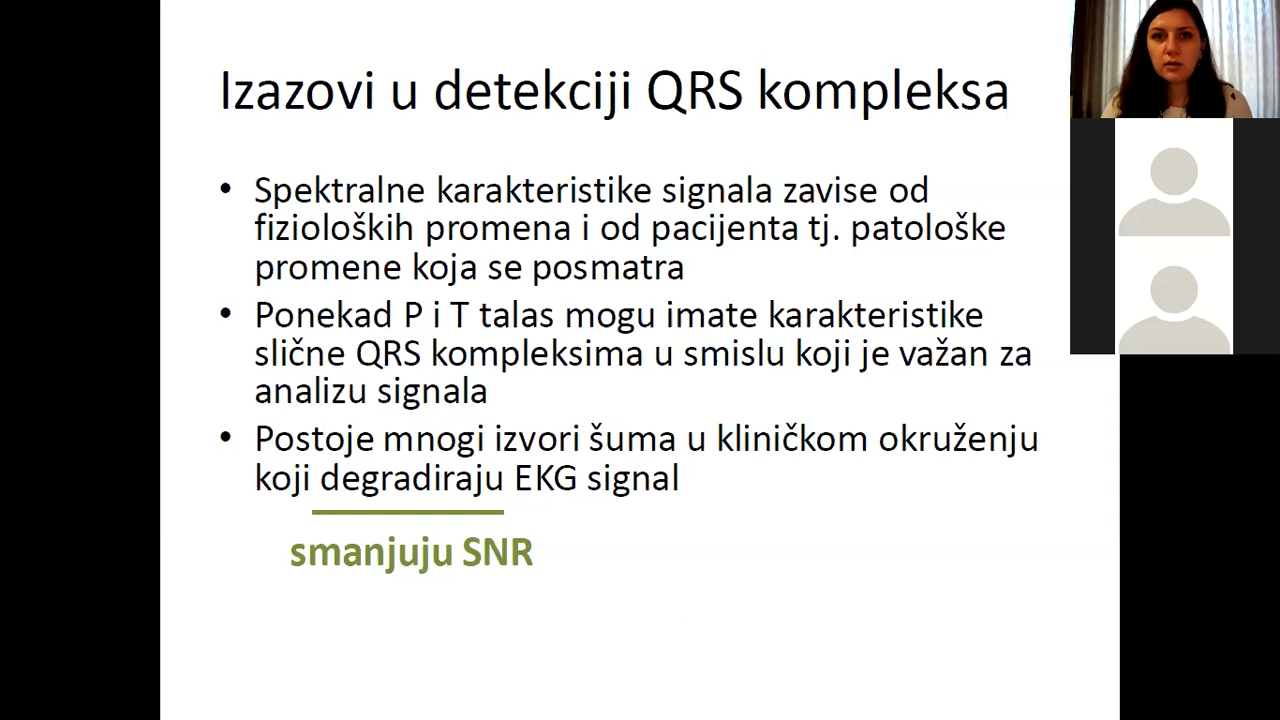 Izazovi u detekciji QRS kompleksa
• Spektralne karakteristike signala zavise od
fizioloških promena i od pacijenta tj. patološke
promene koja se posmatra
• Ponekad P i T talas mogu imate karakteristike
slične QRS kompleksima u smislu koji je važan za
analizu signala
• Postoje mnogi izvori šuma u kliničkom okruženju
koji degradiraju EKG signal
smanjuju SNR